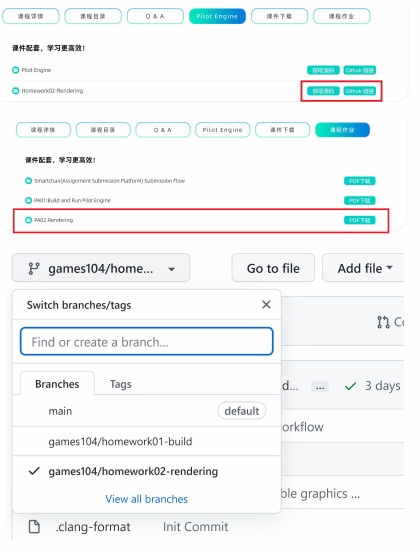 课程详情 课程目录 Q & A Pilot Engine 课件下载 课程作业
课件配套，学习更高效！
Pilot Engine 获取源码 Github 链接
Homework02-Rendering 获取源码 Github 链接
课程详情 课程目录 Q & A Pilot Engine 课件下载 课程作业
课件配套，学习更高效！
Smartchair(Assignment Submission Platform) Submission Flow PDF下载
PA01:Build and Run Pilot Engine PDF下载
PA02:Rendering PDF下载
games104/home... Go to file Add file
Switch branches/tags
Find or create a branch...
Branches Tags
d... ... 3 days
main default
orkflow
games104/homework01-build
games104/homework02-rendering
View all branches
ble graphics ...
.clang-format Init Commit